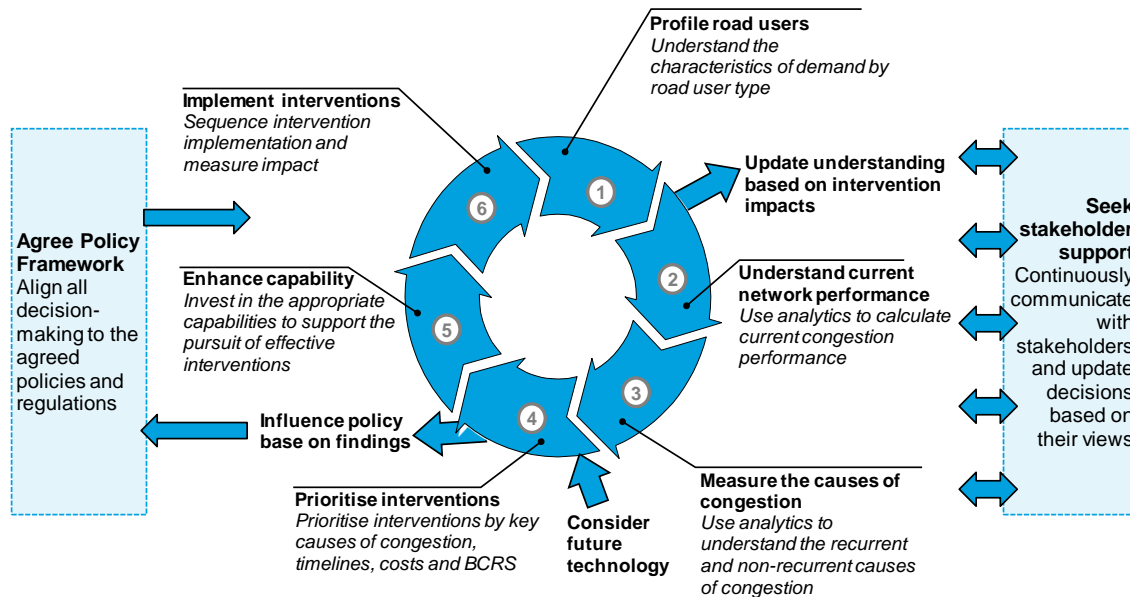 Profile road users
Understand the
characteristics of demand by
road user type
Implement interventions
Sequence intervention
implementation and
measure impact
Update understanding
based on intervention
impacts
Agree Policy
Framework
Align all
decision-
making to the
agreed
policies and
regulations
Seek
stakeholder
support
Continuously
communicate
with
stakeholders
and update
decisions
based on
their views
1
2
3
4
5
6
Enhance capability
Invest in the appropriate
capabilities to support the
pursuit of effective
interventions
Understand current
network performance
Use analytics to calculate
current congestion
performance
Influence policy
base on findings
Prioritise interventions
Prioritise interventions by key
causes of congestion,
timelines, costs and BCRS
Consider
future
technology
Measure the causes of
congestion
Use analytics to
understand the recurrent
and non-recurrent causes
of congestion